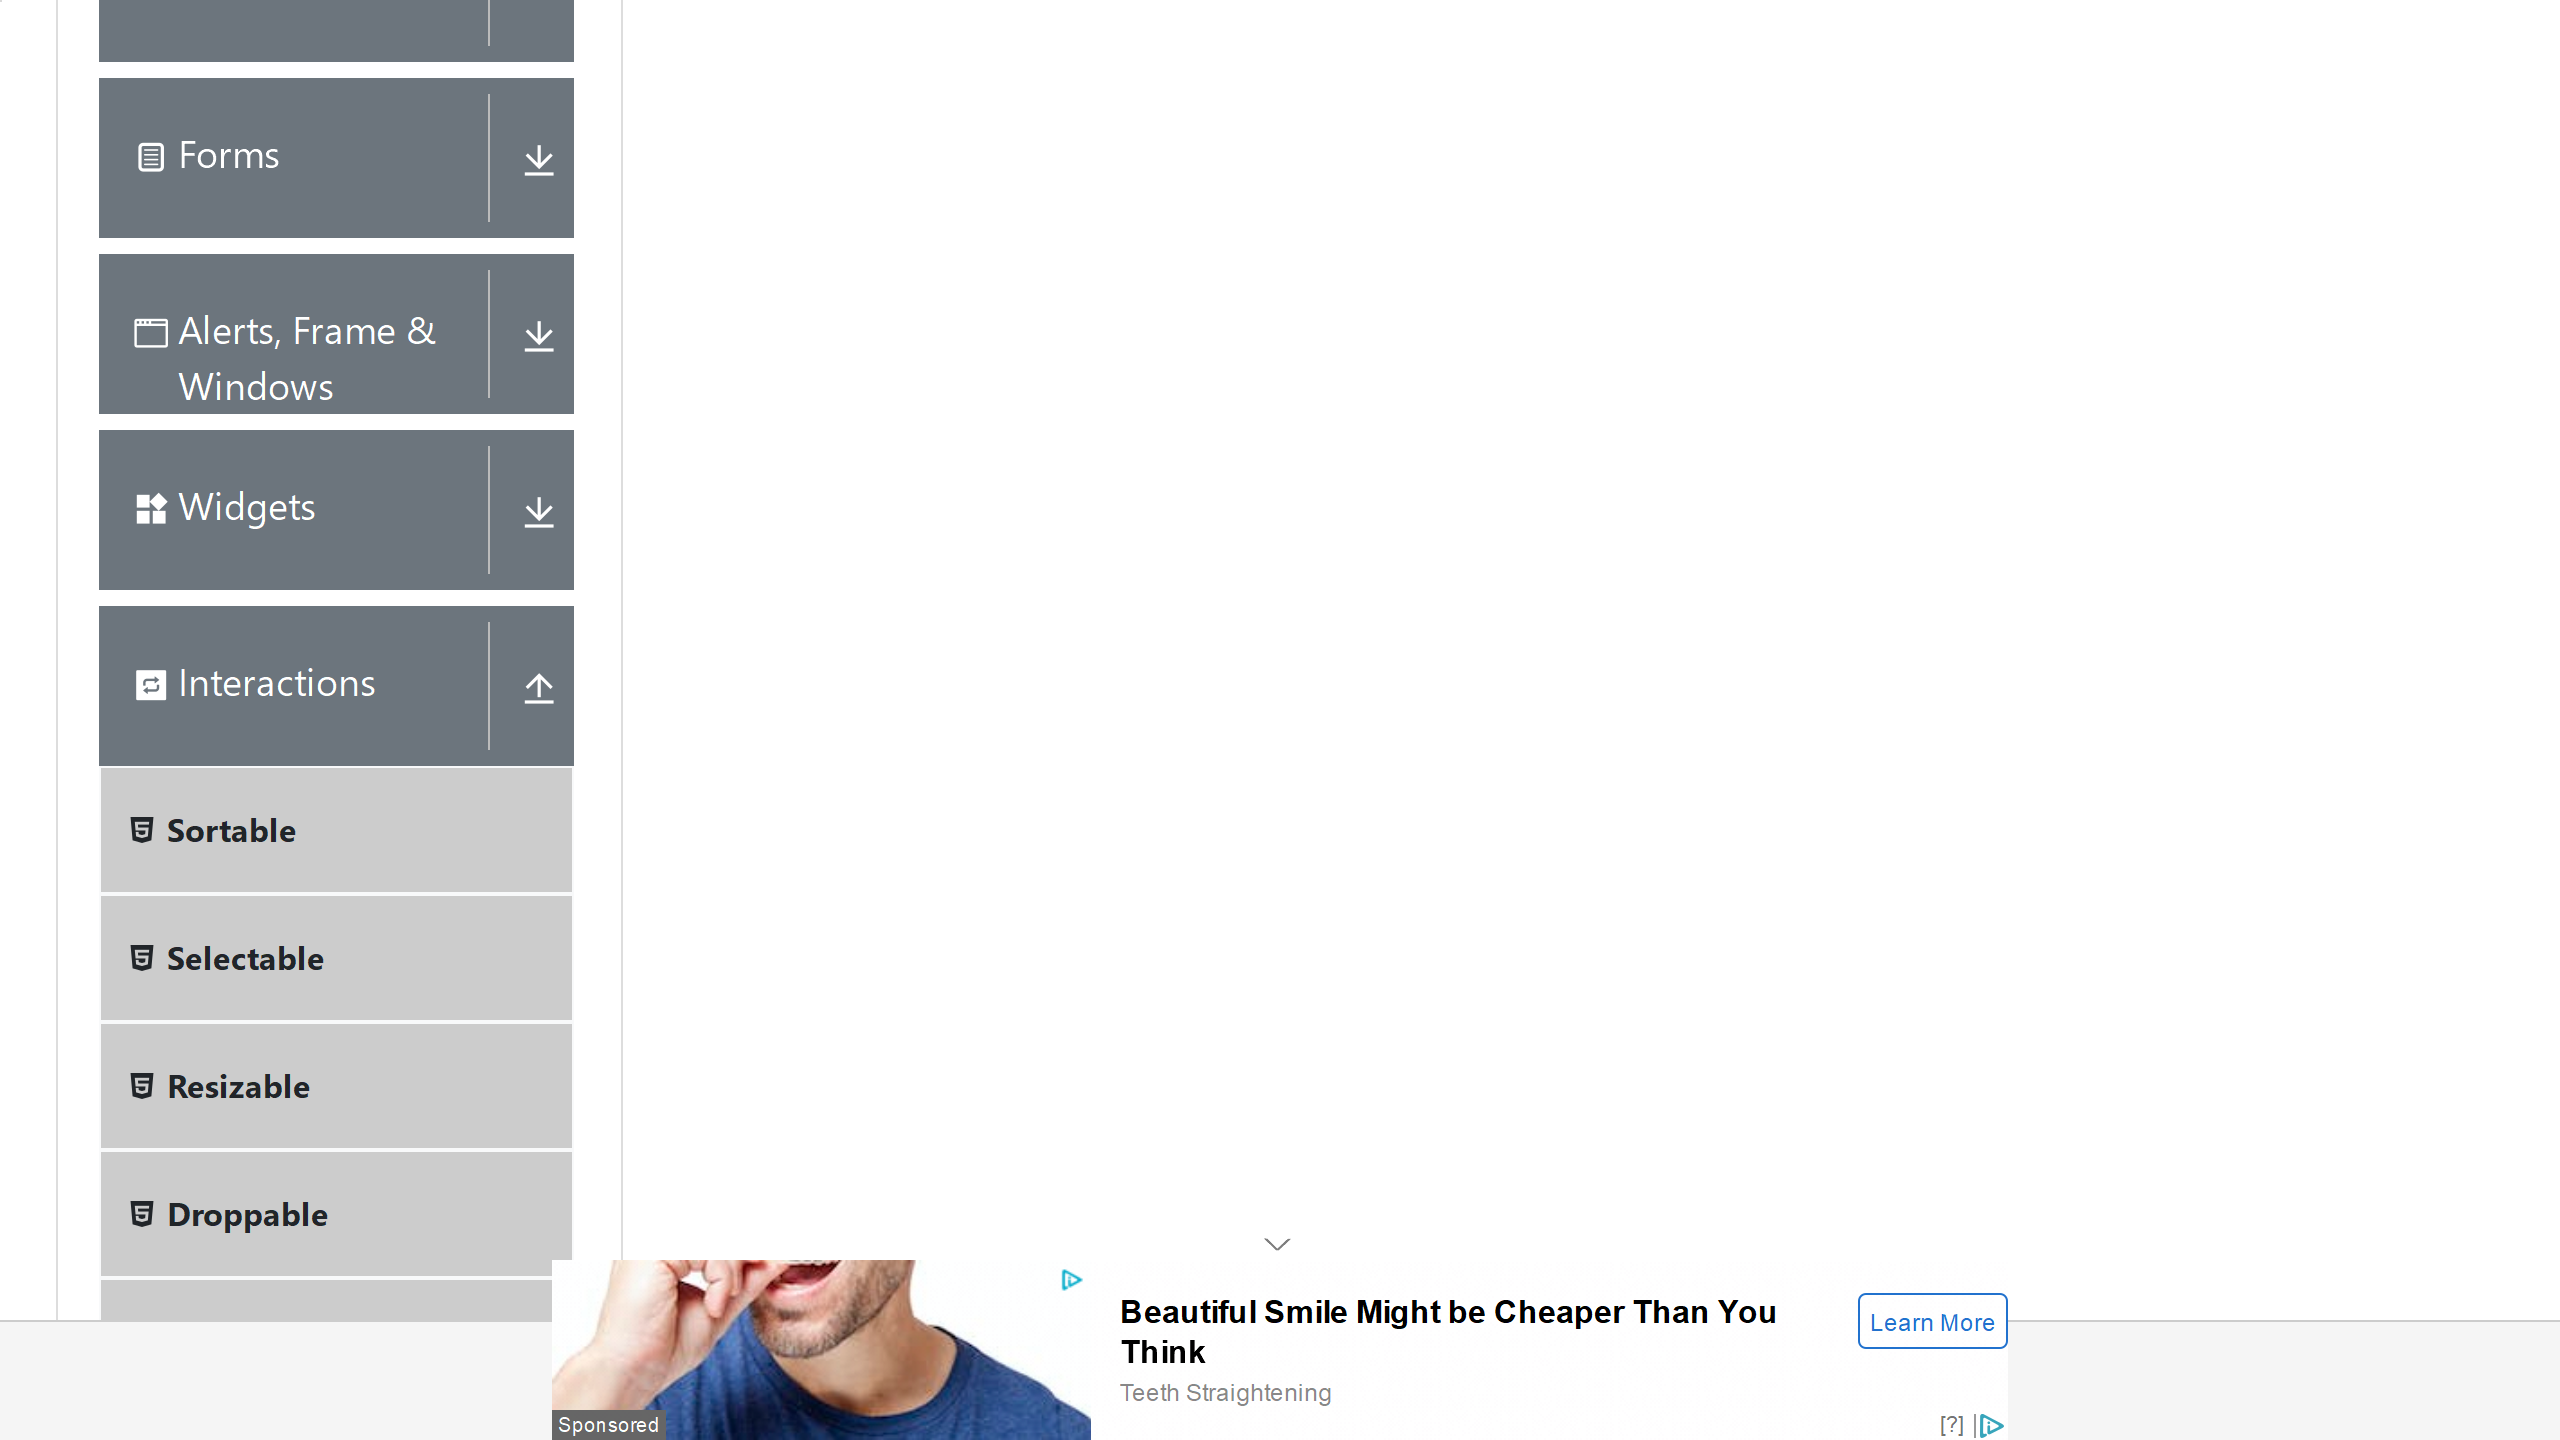 Forms
Alerts, Frame &
Windows
Widgets
Interactions
Sortable
Selectable
Resizable
Droppable
Beautiful Smile Might be Cheaper Than You
Think
Learn More
Teeth Straightening
Sponsored
[?]